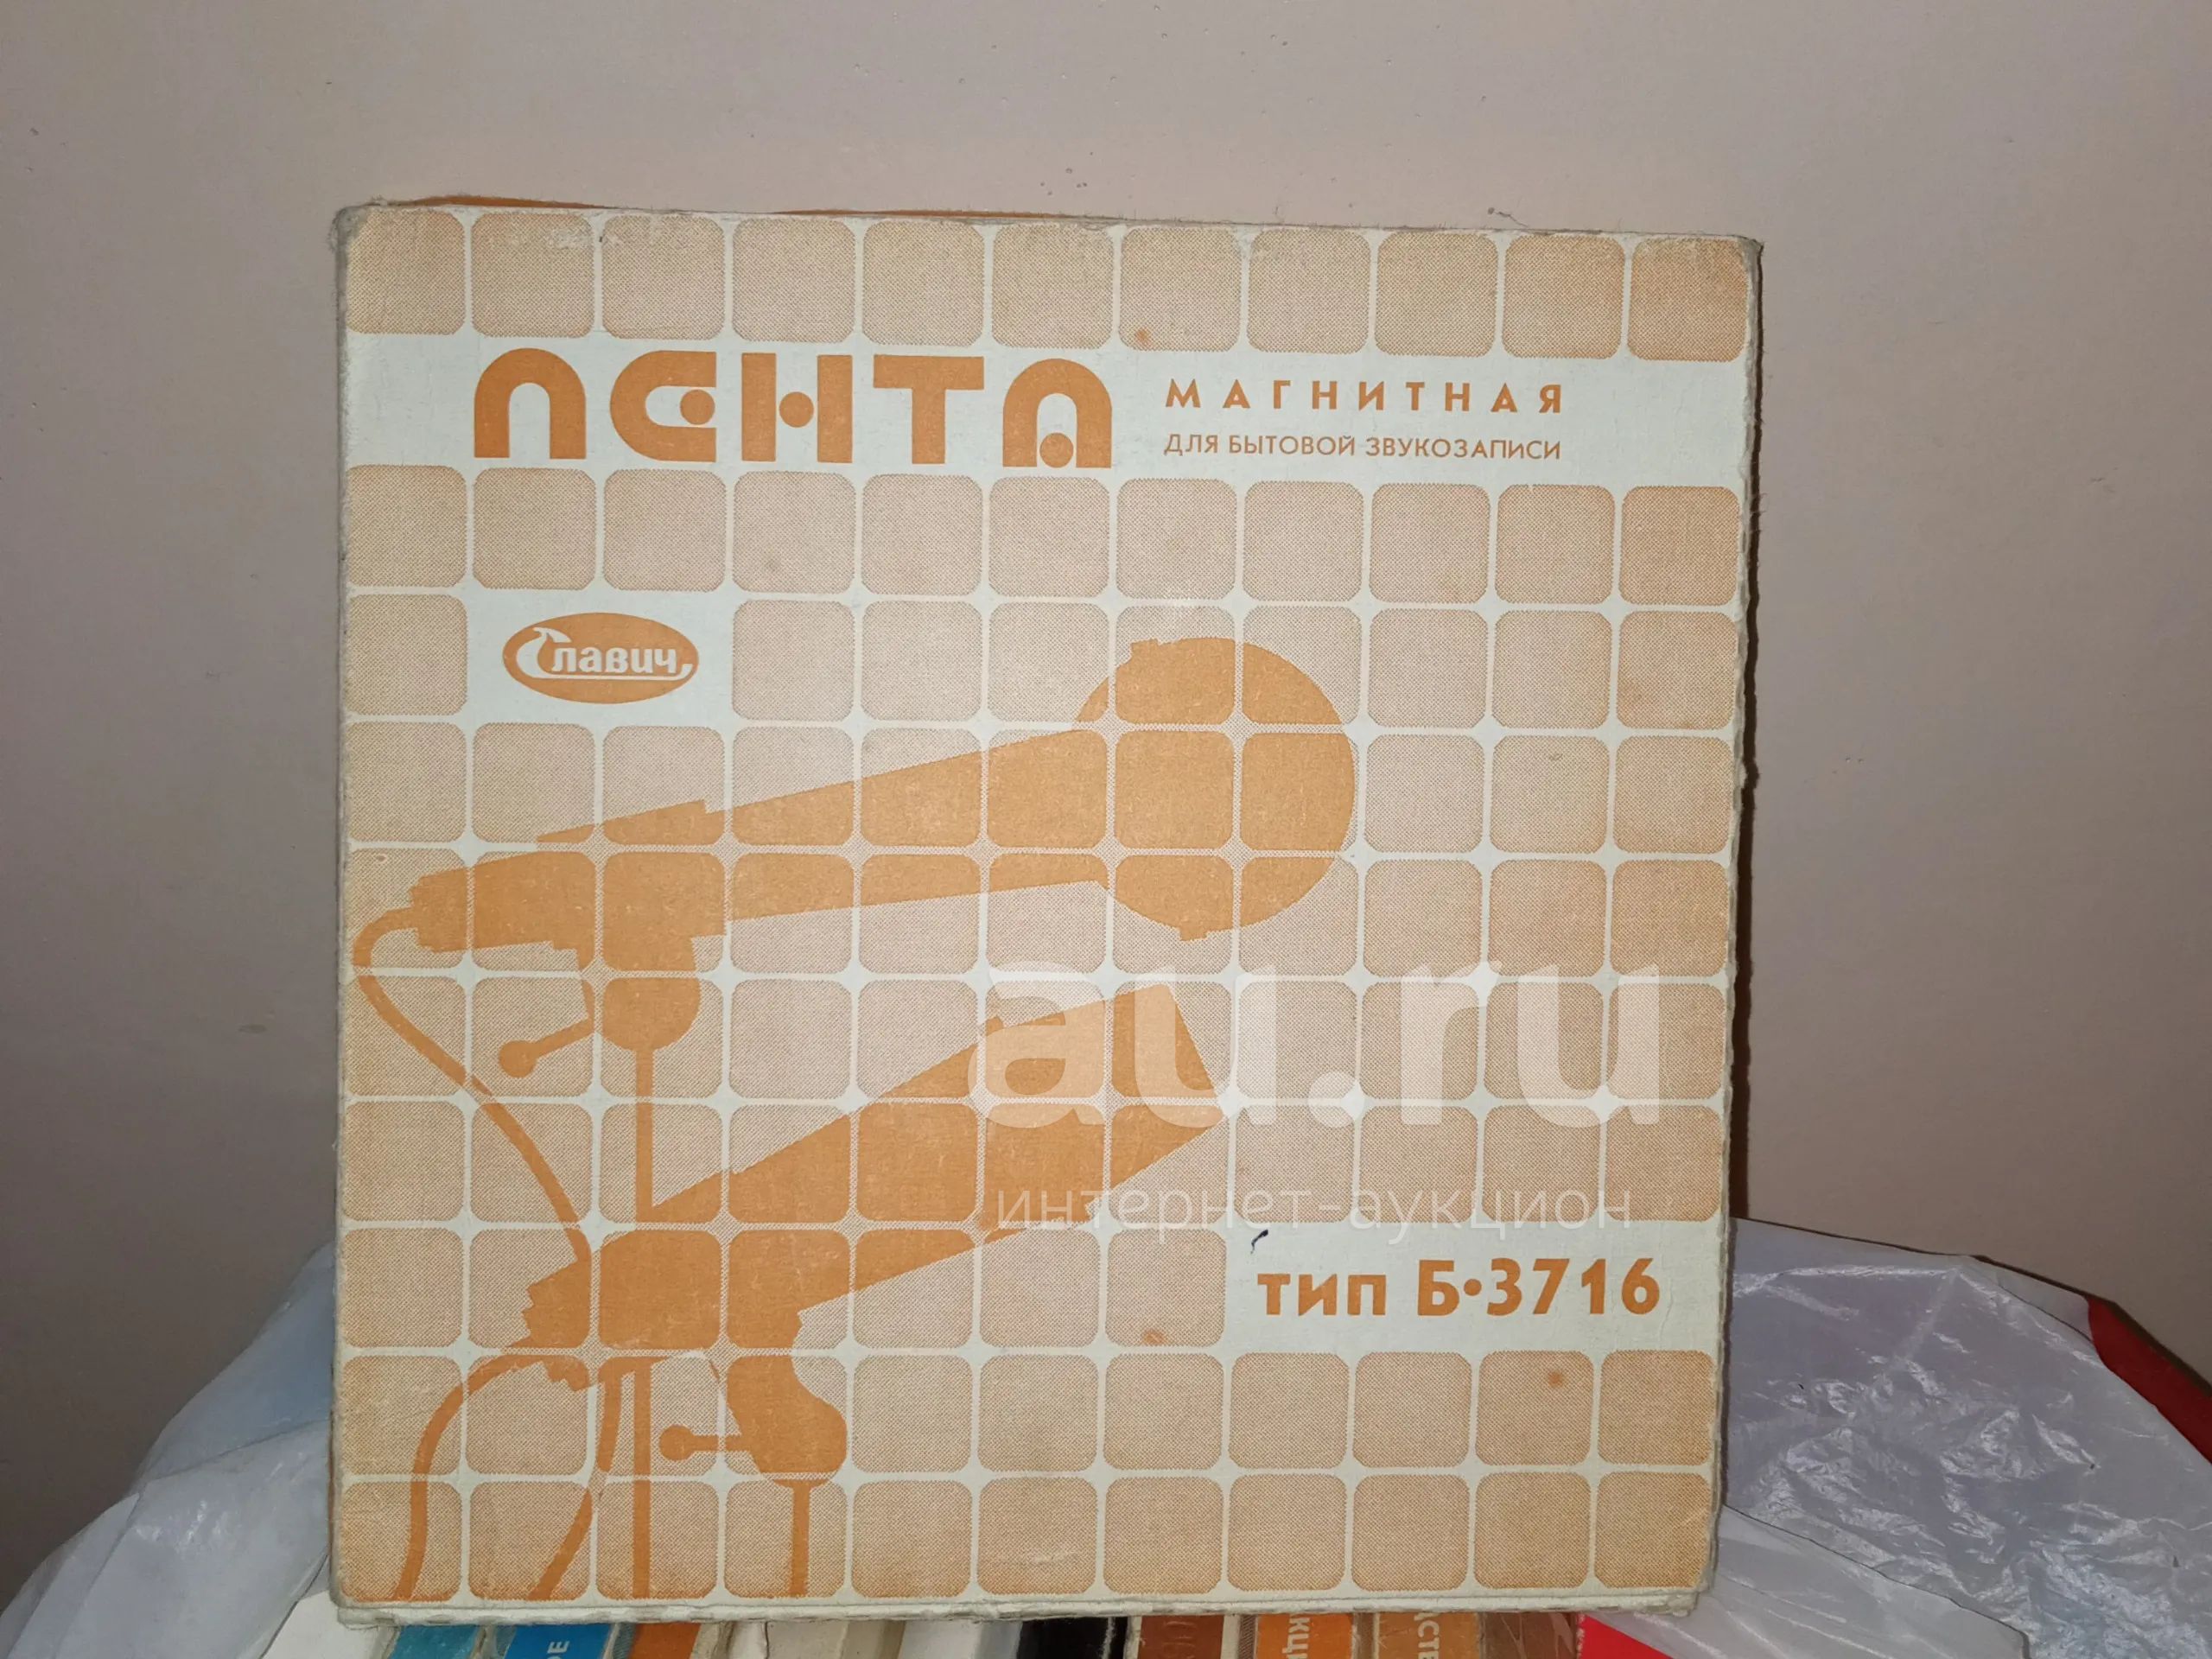 ЛЕНТА
МАГНИТНАЯ
ДЛЯ БЫТОВОЙ ЗВУКОЗАПИСИ
Славич
au.ru
интернет-аукцион
тип Б·3716